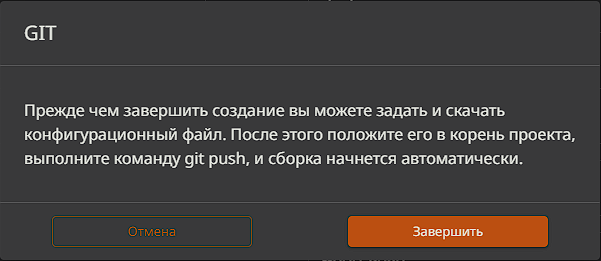 GIT
Прежде чем завершить создание вы можете задать и скачать
конфигурационный файл. После этого положите его в корень проекта,
выполните команду git push, и сборка начнется автоматически.
Отмена
Завершить